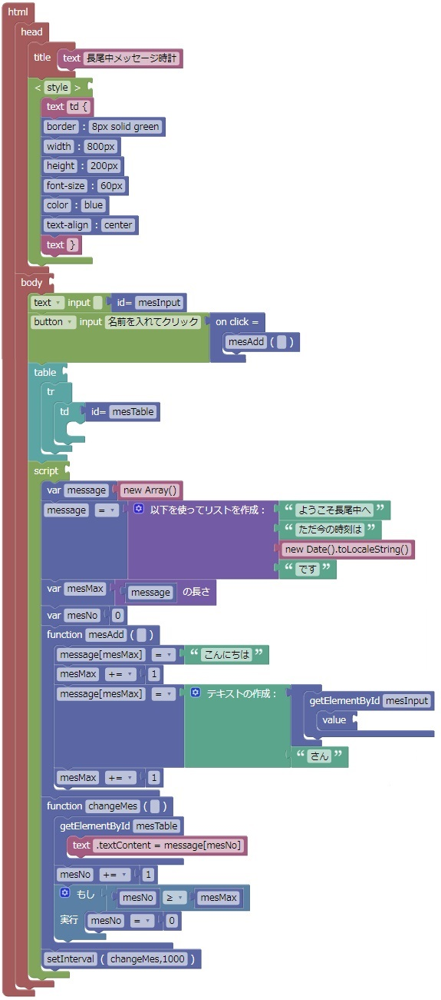 html
head
title text 長尾中メッセージ時計
< style >
text td {
border : 8px solid green
width : 800px
height : 200px
font-size : 60px
color : blue
text-align : center
text }
body
text ▾ input id= mesInput
button ▾ input 名前を入れてクリック on click =
mesAdd ( )
table
tr
td id= mesTable
script
var message new Array()
message = ▾ 以下を使ってリストを作成： “ ようこそ長尾中へ ”
“ ただ今の時刻は ”
new Date().toLocaleString()
“ です ”
var mesMax message の長さ
var mesNo 0
function mesAdd ( )
message[mesMax] = ▾ “ こんにちは ”
mesMax += ▾ 1
message[mesMax] = ▾ テキストの作成： getElementById mesInput
value
“ さん ”
mesMax += ▾ 1
function changeMes ( )
getElementById mesTable
text .textContent = message[mesNo]
mesNo += ▾ 1
もし mesNo ≥ ▾ mesMax
実行 mesNo = ▾ 0
setInterval ( changeMes,1000 )